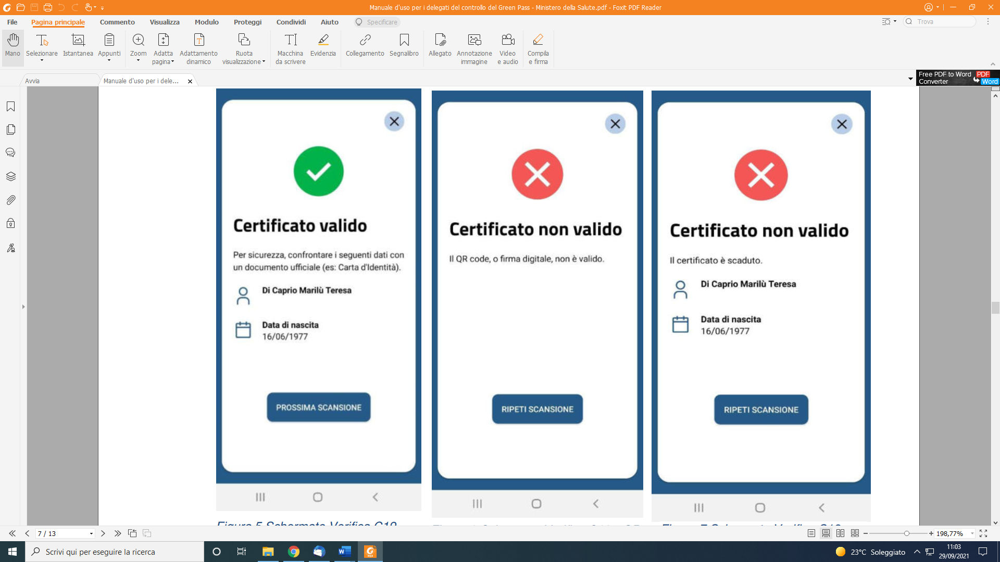 Manuale d'uso per i delegati del controllo del Green Pass - Ministero della Salute.pdf - Foxit PDF Reader
File
Pagina principale
Commento
Visualizza
Modulo
Proteggi
Condividi
Aiuto
Specificare
Trova
Mano
Selezionare
Istantanea
Appunti
Zoom
Adatta
pagina
Adattamento
dinamico
Ruota
visualizzazione
Macchina
da scrivere
Evidenzia
Collegamento
Segnalibro
Allegato
Annotazione
immagine
Video
e audio
Compila
e firma
Avvia
Manuale d'uso per i dele...
Free PDF to Word
Converter
PDF
Word
Certificato valido
Per sicurezza, confrontare i seguenti dati con
un documento ufficiale (es: Carta d'Identità).
Di Caprio Marilù Teresa
Data di nascita
16/06/1977
PROSSIMA SCANSIONE
Certificato non valido
Il QR code, o firma digitale, non è valido.
RIPETI SCANSIONE
Certificato non valido
Il certificato è scaduto.
Di Caprio Marilù Teresa
Data di nascita
16/06/1977
RIPETI SCANSIONE
Figura 5 Schermata Verifica C19
7 / 13
198,77%
Scrivi qui per eseguire la ricerca
23°C Soleggiato
11:03
29/09/2021